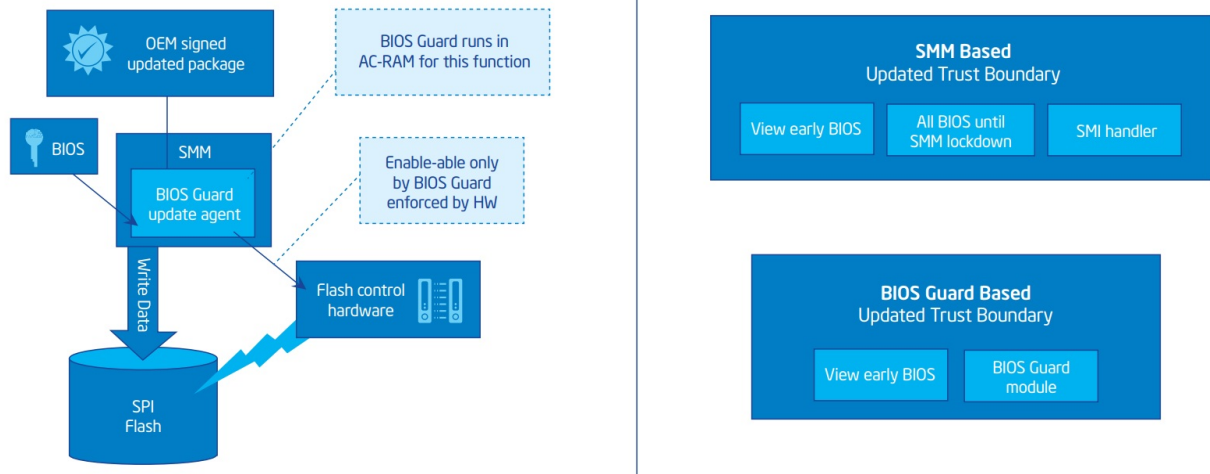 OEM signed
updated package
BIOS Guard runs in
AC-RAM for this function
BIOS
SMM
BIOS Guard
update agent
Enable-able only
by BIOS Guard
enforced by HW
Write Data
Flash control
hardware
SPI
Flash
SMM Based
Updated Trust Boundary
View early BIOS
All BIOS until
SMM lockdown
SMI handler
BIOS Guard Based
Updated Trust Boundary
View early BIOS
BIOS Guard
module